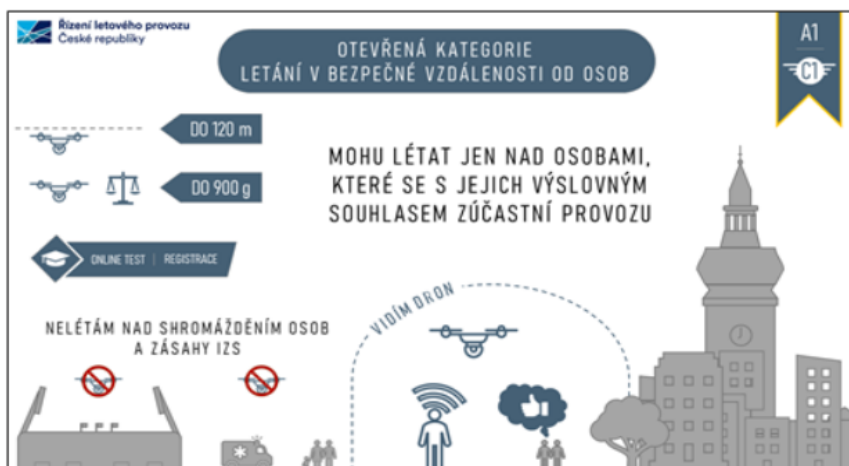 Řízení letového provozu
České republiky
OTEVŘENÁ KATEGORIE
LETÁNÍ V BEZPEČNÉ VZDÁLENOSTI OD OSOB
A1
C1
DO 120 m
DO 900 g
MOHU LÉTAT JEN NAD OSOBAMI,
KTERÉ SE S JEJICH VÝSLOVNÝM
SOUHLASEM ZÚČASTNÍ PROVOZU
ONLINE TEST | REGISTRACE
NELÉTÁM NAD SHROMÁŽDĚNÍM OSOB
A ZÁSAHY IZS
VIDÍM DRON